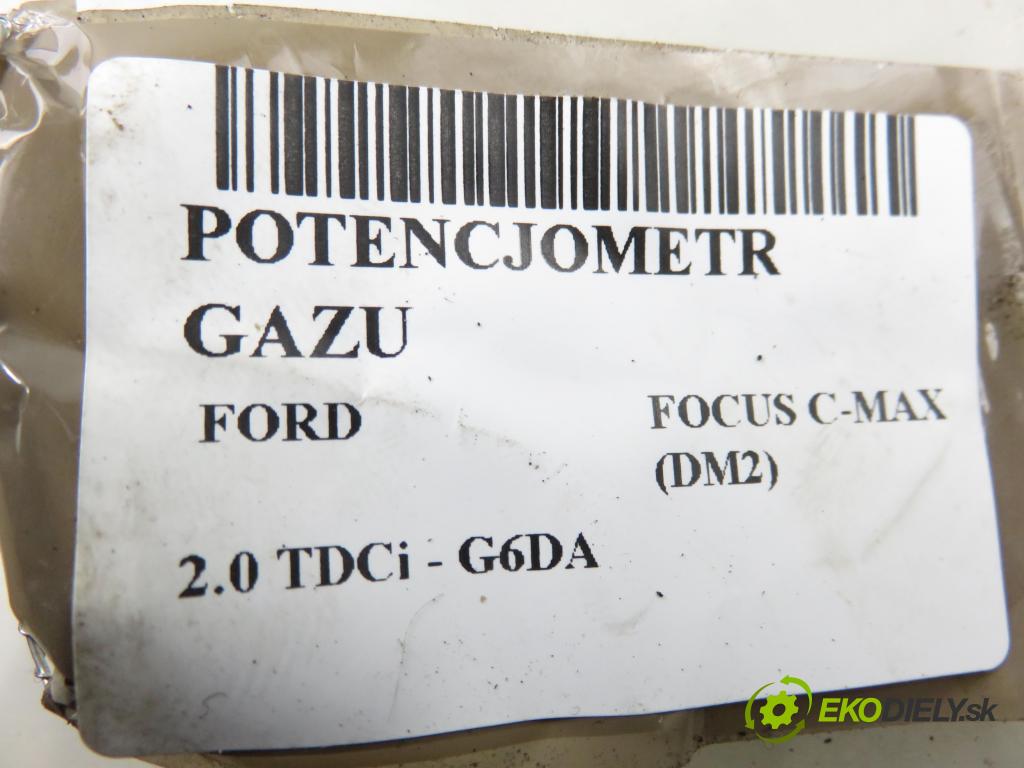 POTENCJOMETR
GAZU
FORD
FOCUS C-MAX
(DM2)
2.0 TDCi - G6DA
EKODIELY.sk